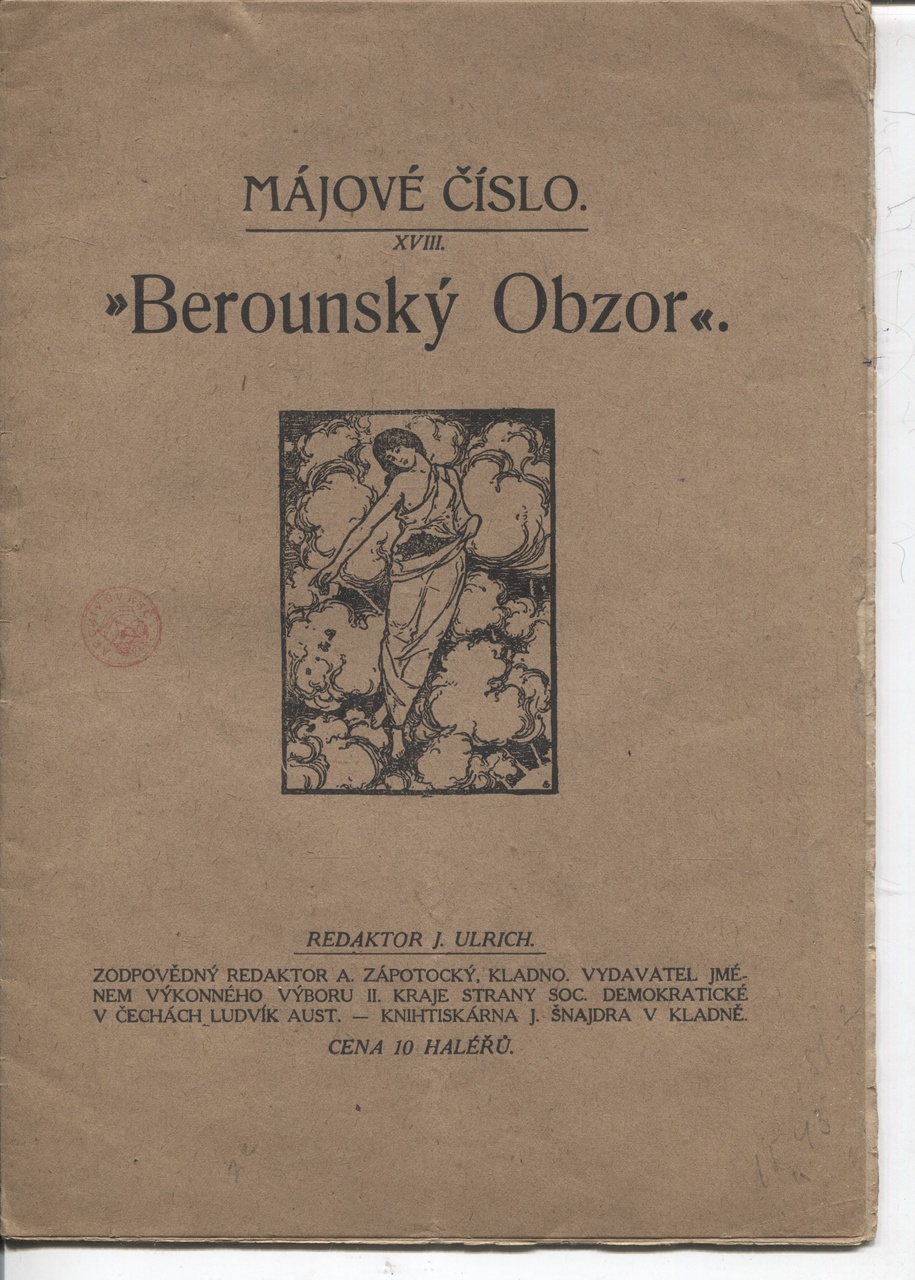 MÁJOVÉ ČÍSLO.
XVIII.
»Berounský Obzor«.
REDAKTOR J. ULRICH.
ZODPOVĚDNÝ REDAKTOR A. ZÁPOTOCKÝ, KLADNO. VYDAVATEL JMÉ-
NEM VÝKONNÉHO VÝBORU II. KRAJE STRANY SOC. DEMOKRATICKÉ
V ČECHÁCH LUDVÍK AUST. — KNIHTISKÁRNA J. ŠNAJDRA V KLADNĚ.
CENA 10 HALÉŘŮ.